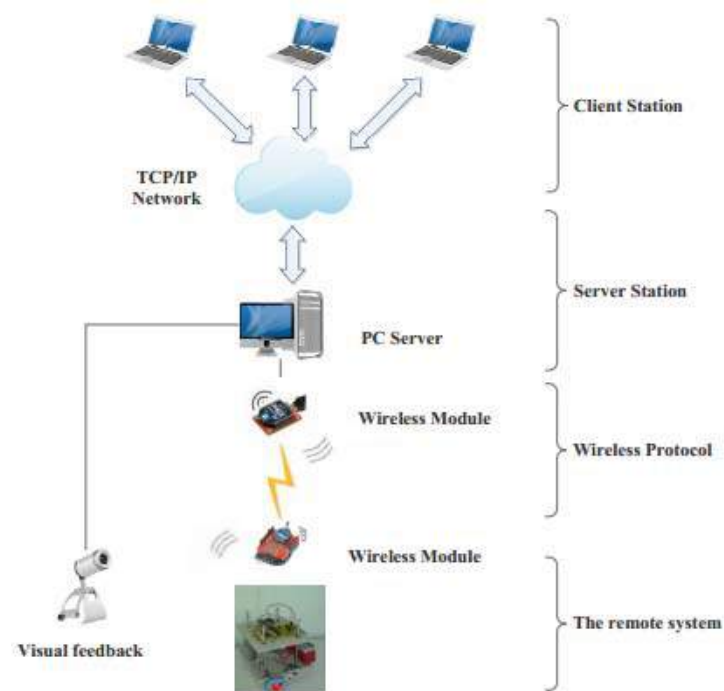 Client Station
TCP/IP
Network
Server Station
PC Server
Wireless Module
Wireless Protocol
Wireless Module
The remote system
Visual feedback